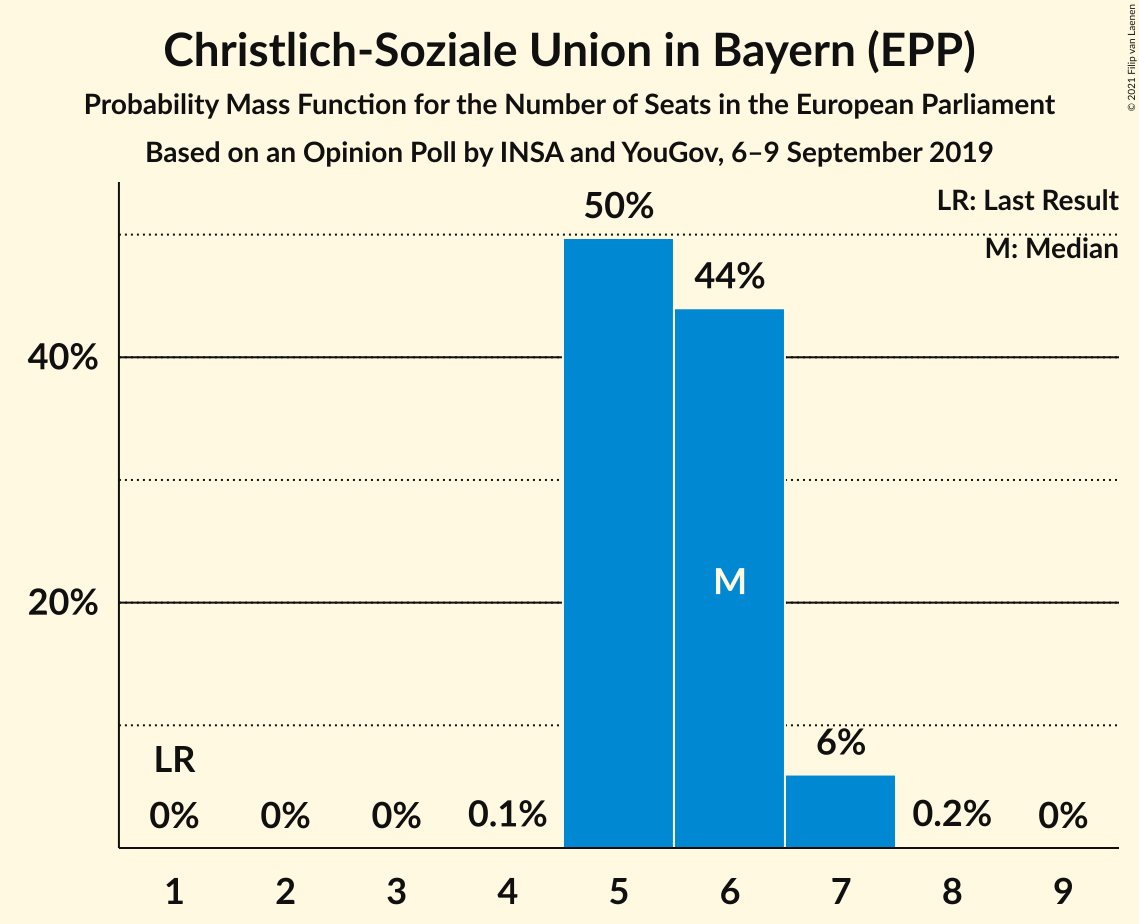 Christlich-Soziale Union in Bayern (EPP)
Probability Mass Function for the Number of Seats in the European Parliament
Based on an Opinion Poll by INSA and YouGov, 6–9 September 2019
© 2021 Filip van Laenen
LR: Last Result
M: Median
50%
44%
40%
M
20%
6%
LR
0% 0% 0% 0.1% 0.2% 0%
1 2 3 4 5 6 7 8 9